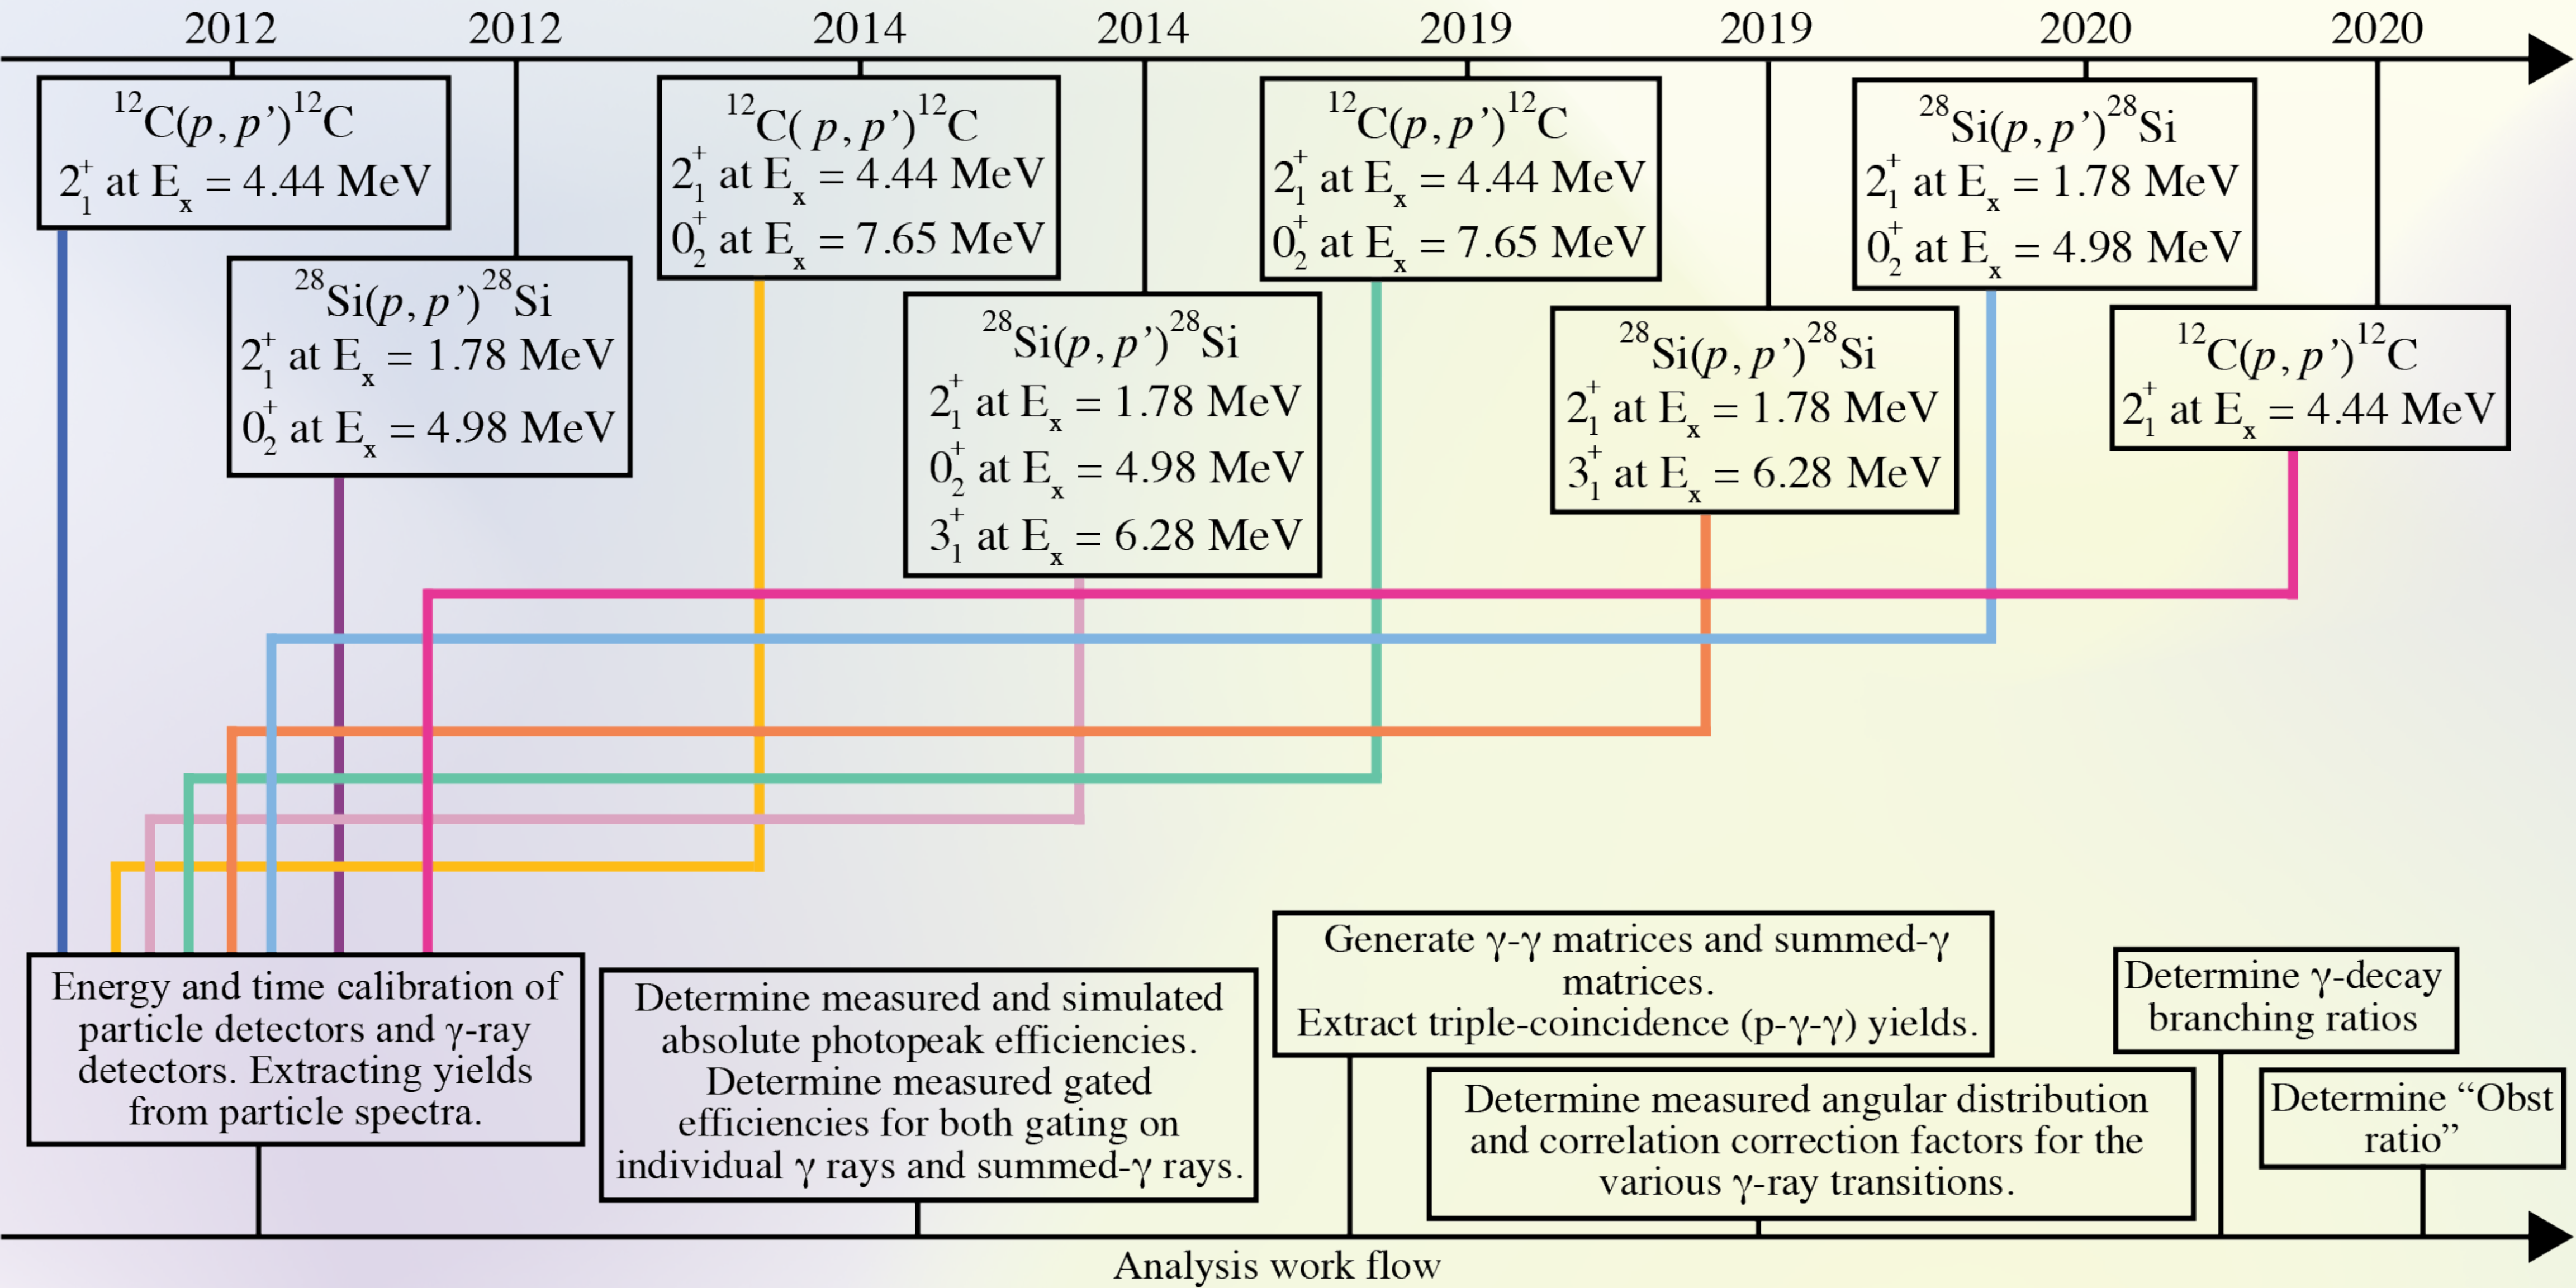 2012 2012 2014 2014 2019 2019 2020 2020
¹²C(p, p’)¹²C
2₁⁺ at Eₓ = 4.44 MeV
²⁸Si(p, p’)²⁸Si
2₁⁺ at Eₓ = 1.78 MeV
0₂⁺ at Eₓ = 4.98 MeV
¹²C( p, p’)¹²C
2₁⁺ at Eₓ = 4.44 MeV
0₂⁺ at Eₓ = 7.65 MeV
²⁸Si(p, p’)²⁸Si
2₁⁺ at Eₓ = 1.78 MeV
0₂⁺ at Eₓ = 4.98 MeV
3₁⁺ at Eₓ = 6.28 MeV
¹²C(p, p’)¹²C
2₁⁺ at Eₓ = 4.44 MeV
0₂⁺ at Eₓ = 7.65 MeV
²⁸Si(p, p’)²⁸Si
2₁⁺ at Eₓ = 1.78 MeV
3₁⁺ at Eₓ = 6.28 MeV
²⁸Si(p, p’)²⁸Si
2₁⁺ at Eₓ = 1.78 MeV
0₂⁺ at Eₓ = 4.98 MeV
¹²C(p, p’)¹²C
2₁⁺ at Eₓ = 4.44 MeV
Energy and time calibration of
particle detectors and γ-ray
detectors. Extracting yields
from particle spectra.
Determine measured and simulated
absolute photopeak efficiencies.
Determine measured gated
efficiencies for both gating on
individual γ rays and summed-γ rays.
Generate γ-γ matrices and summed-γ
matrices.
Extract triple-coincidence (p-γ-γ) yields.
Determine measured angular distribution
and correlation correction factors for the
various γ-ray transitions.
Determine γ-decay
branching ratios
Determine “Obst
ratio”
Analysis work flow